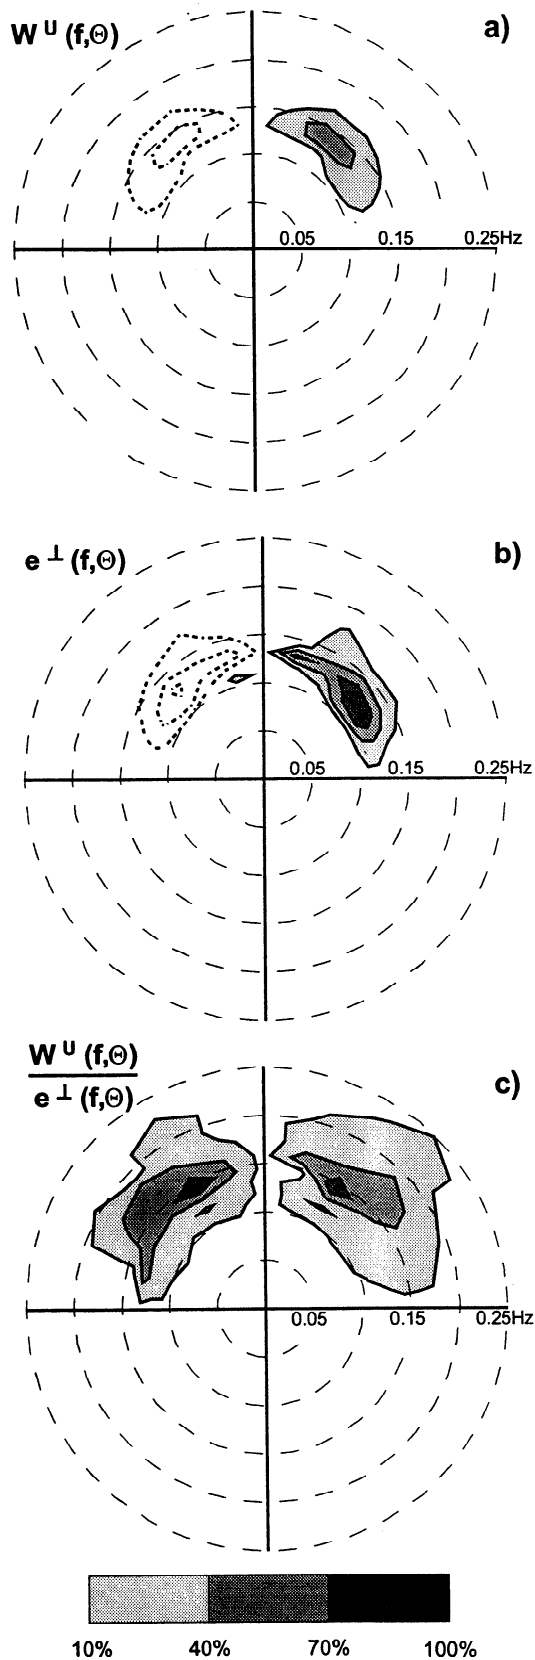 W ᵁ (f,Θ) a)
0.05 0.15 0.25Hz
e ⊥ (f,Θ) b)
0.05 0.15 0.25Hz
W ᵁ (f,Θ)
e ⊥ (f,Θ) c)
0.05 0.15 0.25Hz
10% 40% 70% 100%